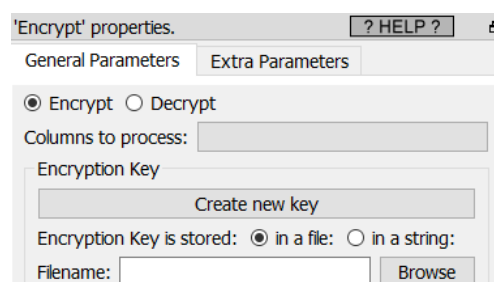 'Encrypt' properties. ? HELP ?
General Parameters Extra Parameters
Encrypt Decrypt
Columns to process:
Encryption Key
Create new key
Encryption Key is stored: in a file: in a string:
Filename: Browse